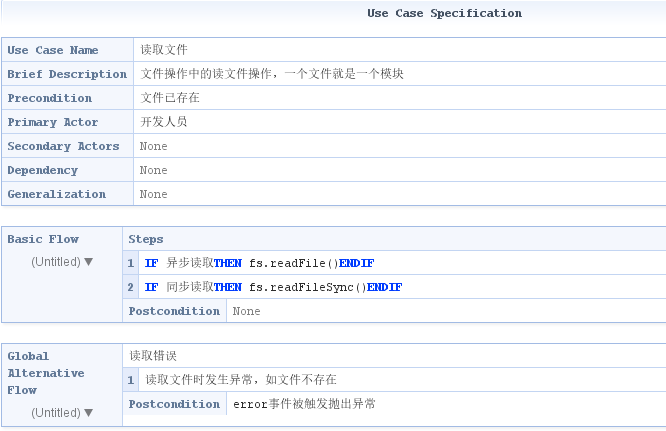 Use Case Specification
Use Case Name 读取文件
Brief Description 文件操作中的读文件操作，一个文件就是一个模块
Precondition 文件已存在
Primary Actor 开发人员
Secondary Actors None
Dependency None
Generalization None
Basic Flow Steps
(Untitled) ▼
1 IF 异步读取THEN fs.readFile()ENDIF
2 IF 同步读取THEN fs.readFileSync()ENDIF
Postcondition None
Global Alternative Flow 读取错误
(Untitled) ▼
1 读取文件时发生异常，如文件不存在
Postcondition error事件被触发抛出异常